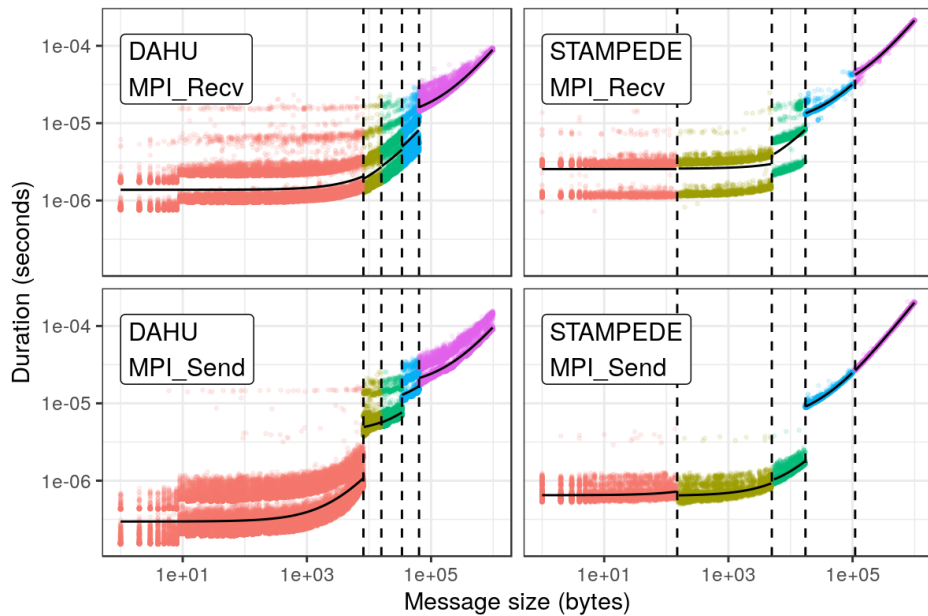 DAHU
MPI_Recv
STAMPEDE
MPI_Recv
1e-04
1e-05
1e-06
DAHU
MPI_Send
STAMPEDE
MPI_Send
1e-04
1e-05
1e-06
Duration (seconds)
1e+01
1e+03
1e+05
1e+01
1e+03
1e+05
Message size (bytes)